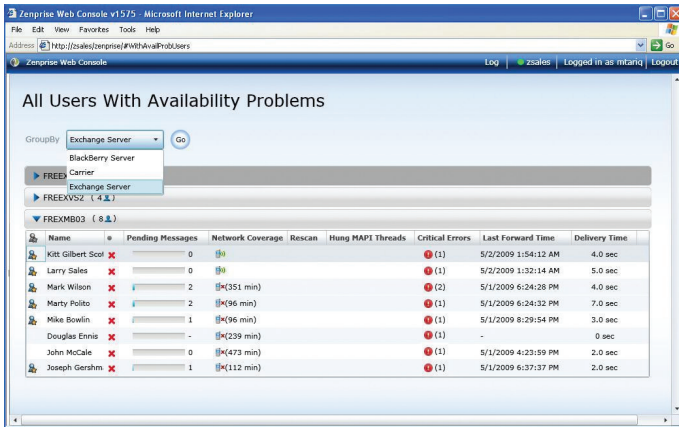 Zenprise Web Console v1575 - Microsoft Internet Explorer
File Edit View Favorites Tools Help
Address http://zsales/zenprise/#WithAvailProbUsers Go
Zenprise Web Console Log zsales Logged in as mtariq Logout
All Users With Availability Problems
GroupBy Exchange Server Go
BlackBerry Server
Carrier
Exchange Server
FREEXVS2 ( 4 )
FREXMB03 ( 8 )
Name Pending Messages Network Coverage Rescan Hung MAPI Threads Critical Errors Last Forward Time Delivery Time
Kitt Gilbert Scot 0 (1) 5/2/2009 1:54:12 AM 4.0 sec
Larry Sales 0 (1) 5/2/2009 1:32:14 AM 5.0 sec
Mark Wilson 2 (351 min) (2) 5/1/2009 6:24:28 PM 4.0 sec
Marty Polito 2 (96 min) (1) 5/1/2009 6:24:32 PM 7.0 sec
Mike Bowlin 1 (96 min) (1) 5/1/2009 8:29:54 PM 3.0 sec
Douglas Ennis - (239 min) (1) - 0 sec
John McCale 0 (473 min) (1) 5/1/2009 4:23:59 PM 2.0 sec
Joseph Gershm 1 (112 min) (1) 5/1/2009 6:37:37 PM 2.0 sec